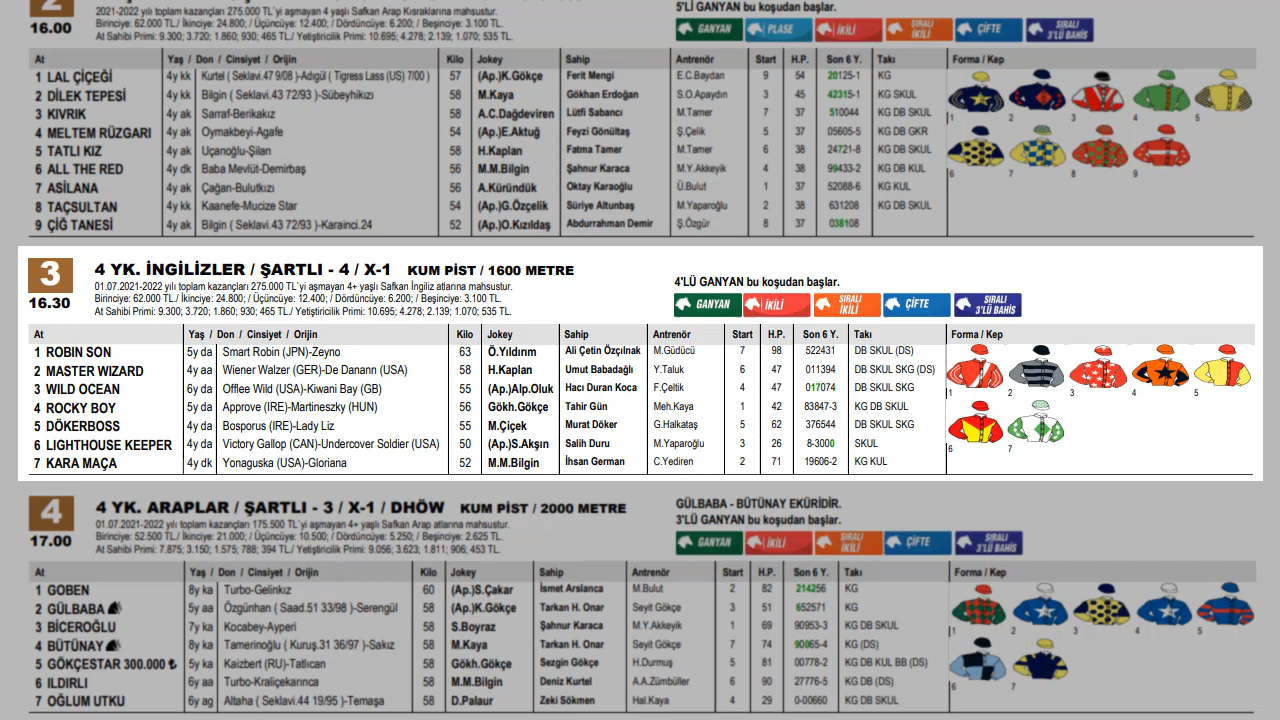 2
16.00
2021-2022 yılı toplam kazançları 275.000 TL`yi aşmayan 4 yaşlı Safkan Arap Kısraklarına mahsustur.
Birinciye: 62.000 TL./ İkinciye: 24.800; / Üçüncüye: 12.400; / Dördüncüye: 6.200; / Beşinciye: 3.100 TL.
At Sahibi Primi: 9.300; 3.720; 1.860; 930; 465 TL./ Yetiştiricilik Primi: 10.695; 4.278; 2.139; 1.070; 535 TL.
5'Lİ GANYAN bu koşudan başlar.
GANYAN PLASE İKİLİ SIRALI İKİLİ ÇİFTE SIRALI 3'LÜ BAHİS
At Yaş / Don / Cinsiyet / Orijin Kilo Jokey Sahip Antrenör Start H.P. Son 6 Y. Takı Forma / Kep
1 LAL ÇİÇEĞİ 4y kk Kurtel ( Seklavi.47 9/08 )-Adıgül ( Tigress Lass (US) 7/00 ) 57 (Ap.)K.Gökçe Ferit Mengi E.C.Baydan 9 54 20125-1 KG
2 DİLEK TEPESİ 4y kk Bilgin ( Seklavi.43 72/93 )-Sübeyhikızı 58 M.Kaya Gökhan Erdoğan S.O.Apaydın 3 45 42315-1 KG SKUL
3 KIVRIK 4y ak Sarraf-Berikakız 58 A.C.Dağdeviren Lütfi Sabancı M.Tamer 7 37 510044 KG DB SKUL
4 MELTEM RÜZGARI 4y ak Oymakbeyi-Agafe 54 (Ap.)E.Aktuğ Feyzi Gönültaş Ş.Çelik 5 37 05605-5 KG DB GKR
5 TATLI KIZ 4y ak Uçanoğlu-Şilan 58 H.Kaplan Fatma Tamer M.Tamer 6 38 24721-8 KG DB SKUL
6 ALL THE RED 4y dk Baba Mevlüt-Demirbaş 56 M.M.Bilgin Şahnur Karaca M.Y.Akkeyik 4 38 99433-2 KG DB KUL
7 ASİLANA 4y ak Çağan-Bulutkızı 56 A.Küründük Oktay Karaoğlu Ü.Bulut 1 37 52088-6 KG KUL
8 TAÇSULTAN 4y kk Kaanefe-Mucize Star 54 (Ap.)G.Özçelik Süriye Altunbaş M.Yaparoğlu 2 38 631208 KG DB SKUL
9 ÇİĞ TANESİ 4y ak Bilgin ( Seklavi.43 72/93 )-Karainci.24 52 (Ap.)O.Kızıldaş Abdurrahman Demir Ş.Özgür 8 37 038108
1 2 3 4 5
6 7 8 9
3
16.30
4 YK. İNGİLİZLER / ŞARTLI - 4 / X-1 KUM PİST / 1600 METRE
01.07.2021-2022 yılı toplam kazançları 275.000 TL`yi aşmayan 4+ yaşlı Safkan İngiliz atlarına mahsustur.
Birinciye: 62.000 TL./ İkinciye: 24.800; / Üçüncüye: 12.400; / Dördüncüye: 6.200; / Beşinciye: 3.100 TL.
At Sahibi Primi: 9.300; 3.720; 1.860; 930; 465 TL./ Yetiştiricilik Primi: 10.695; 4.278; 2.139; 1.070; 535 TL.
4'LÜ GANYAN bu koşudan başlar.
GANYAN İKİLİ SIRALI İKİLİ ÇİFTE SIRALI 3'LÜ BAHİS
At Yaş / Don / Cinsiyet / Orijin Kilo Jokey Sahip Antrenör Start H.P. Son 6 Y. Takı Forma / Kep
1 ROBIN SON 5y da Smart Robin (JPN)-Zeyno 63 Ö.Yıldırım Ali Çetin Özçılnak M.Güdücü 7 98 522431 DB SKUL (DS)
2 MASTER WIZARD 4y aa Wiener Walzer (GER)-De Danann (USA) 58 H.Kaplan Umut Babadağlı Y.Taluk 6 47 011394 DB SKUL SKG (DS)
3 WILD OCEAN 6y da Offlee Wild (USA)-Kiwani Bay (GB) 55 (Ap.)Alp.Oluk Hacı Duran Koca F.Çeltik 4 47 017074 DB SKUL SKG
4 ROCKY BOY 5y da Approve (IRE)-Martineszky (HUN) 56 Gökh.Gökçe Tahir Gün Meh.Kaya 1 42 83847-3 KG DB SKUL
5 DÖKERBOSS 4y da Bosporus (IRE)-Lady Liz 55 M.Çiçek Murat Döker G.Halkataş 5 62 376544 DB SKUL SKG
6 LIGHTHOUSE KEEPER 4y da Victory Gallop (CAN)-Undercover Soldier (USA) 50 (Ap.)S.Akşın Salih Duru M.Yaparoğlu 3 26 8-3000 SKUL
7 KARA MAÇA 4y dk Yonaguska (USA)-Gloriana 52 M.M.Bilgin İhsan German C.Yediren 2 71 19606-2 KG KUL
1 2 3 4 5
6 7
4
17.00
4 YK. ARAPLAR / ŞARTLI - 3 / X-1 / DHÖW KUM PİST / 2000 METRE
01.07.2021-2022 yılı toplam kazançları 175.500 TL`yi aşmayan 4+ yaşlı Safkan Arap atlarına mahsustur.
Birinciye: 52.500 TL./ İkinciye: 21.000; / Üçüncüye: 10.500; / Dördüncüye: 5.250; / Beşinciye: 2.625 TL.
At Sahibi Primi: 7.875; 3.150; 1.575; 788; 394 TL./ Yetiştiricilik Primi: 9.056; 3.623; 1.811; 906; 453 TL.
GÜLBABA - BÜTÜNAY EKÜRİDİR.
3'LÜ GANYAN bu koşudan başlar.
GANYAN İKİLİ SIRALI İKİLİ ÇİFTE SIRALI 3'LÜ BAHİS
At Yaş / Don / Cinsiyet / Orijin Kilo Jokey Sahip Antrenör Start H.P. Son 6 Y. Takı Forma / Kep
1 GOBEN 8y ka Turbo-Gelinkız 60 (Ap.)S.Çakar İsmet Arslanca M.Bulut 2 82 214256 KG
2 GÜLBABA 5y aa Özgünhan ( Saad.51 33/98 )-Serengül 58 (Ap.)K.Gökçe Tarkan H. Onar Seyit Gökçe 3 51 652571 KG
3 BİCEROĞLU 7y ka Kocabey-Ayperi 58 S.Boyraz Şahnur Karaca M.Y.Akkeyik 1 69 90953-3 KG DB SKUL
4 BÜTÜNAY 8y ka Tamerinoğlu ( Kuruş.31 36/97 )-Sakız 58 M.Kaya Tarkan H. Onar Seyit Gökçe 7 74 90065-4 KG (DS)
5 GÖKÇESTAR 300.000 ₺ 5y ka Kaizbert (RU)-Tatlıcan 58 Gökh.Gökçe Sezgin Gökçe H.Durmuş 5 81 00778-2 KG DB KUL BB (DS)
6 ILDIRLI 6y aa Turbo-Kraliçekarınca 58 M.M.Bilgin Deniz Kurtel A.A.Zümbüller 6 90 27776-5 KG DB (DS)
7 OĞLUM UTKU 6y ag Altaha ( Seklavi.44 19/95 )-Temaşa 58 D.Palaur Zeki Sökmen Hal.Kaya 4 29 0-00660 KG DB SKUL
1 2 3 4 5
6 7